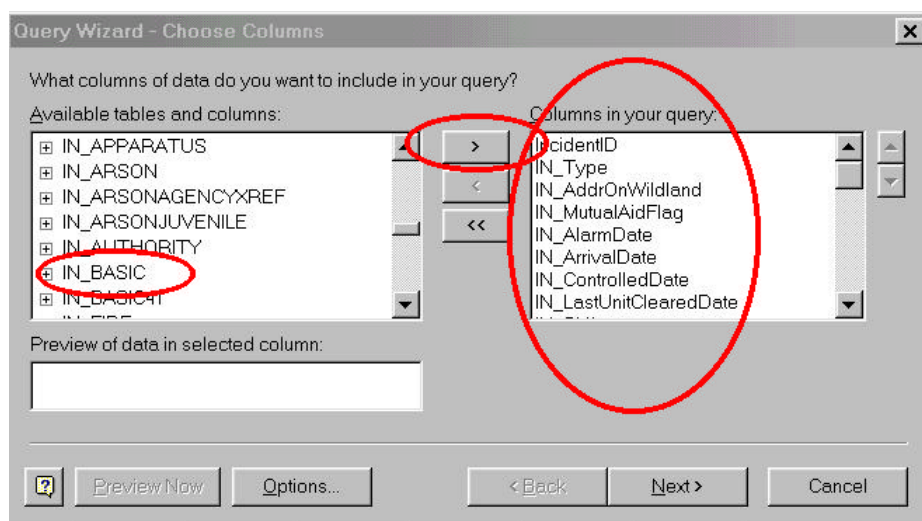 Query Wizard - Choose Columns
What columns of data do you want to include in your query?
Available tables and columns:
Columns in your query:
IN_APPARATUS
IN_ARSON
IN_ARSONAGENCYXREF
IN_ARSONJUVENILE
IN_AUTHORITY
IN_BASIC
IN_BASIC41
>
<
<<
IncidentID
IN_Type
IN_AddrOnWildland
IN_MutualAidFlag
IN_AlarmDate
IN_ArrivalDate
IN_ControlledDate
IN_LastUnitClearedDate
Preview of data in selected column:
? Preview Now Options... < Back Next > Cancel